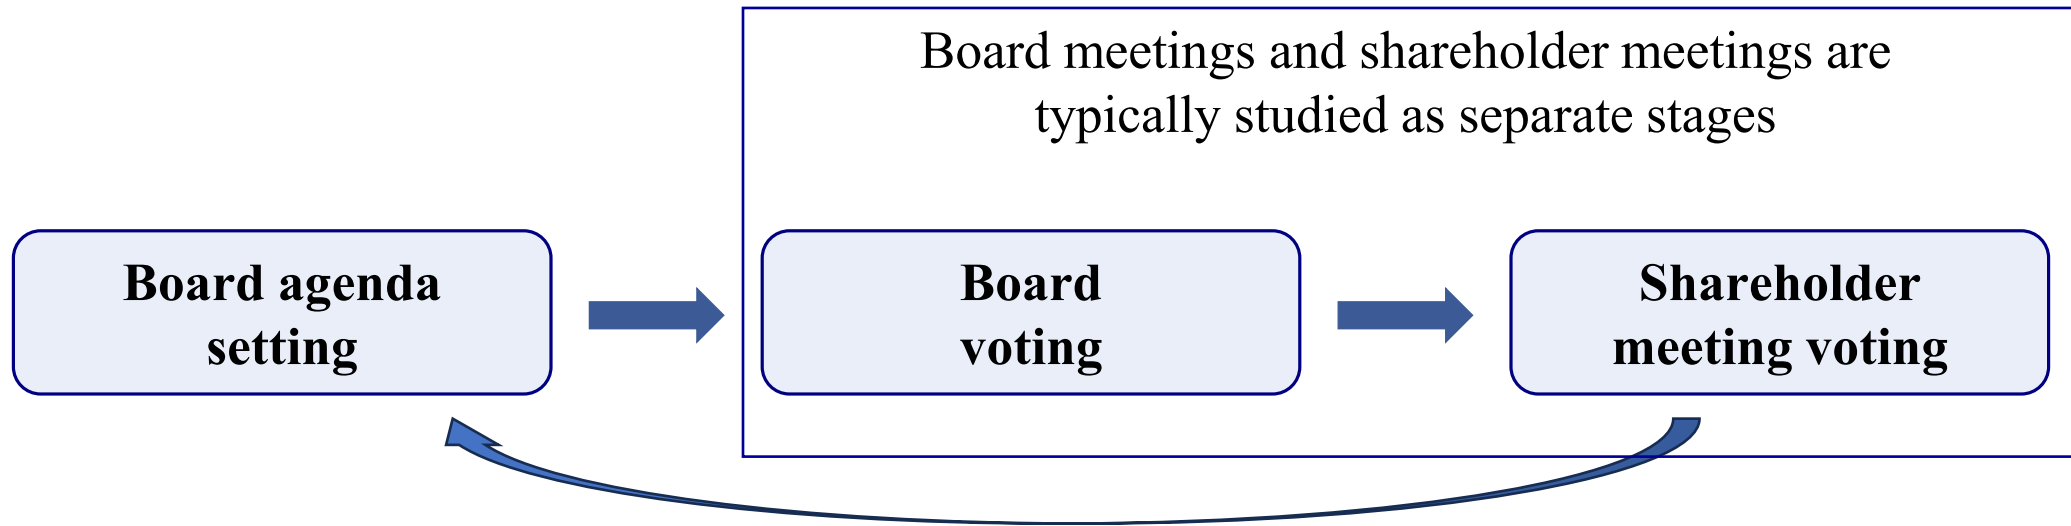 Board meetings and shareholder meetings are
typically studied as separate stages
Board agenda
setting
Board
voting
Shareholder
meeting voting